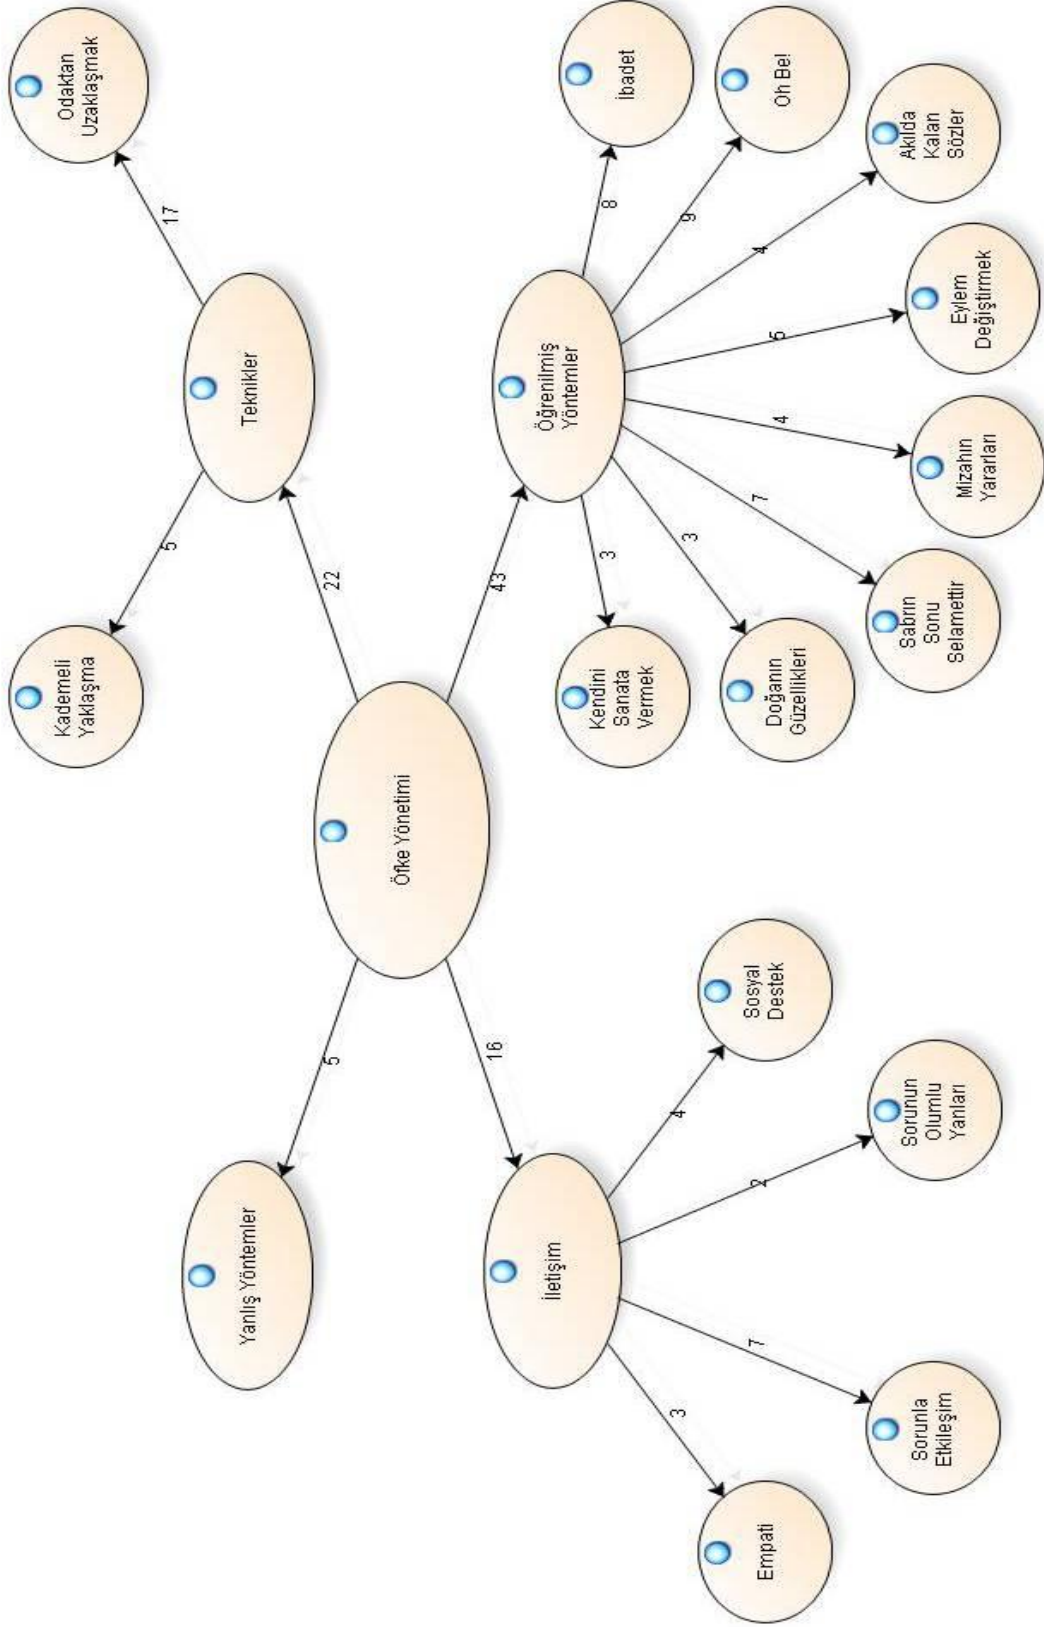 Kademeli
Yaklaşma
Odaktan
Uzaklaşmak
5
17
Yanlış Yöntemler
Teknikler
5
22
Öfke Yönetimi
16
43
İletişim
Öğrenilmiş
Yöntemler
3
8
Kendini
Sanata
Vermek
İbadet
3
4
3
9
Empati
Sosyal
Destek
Doğanın
Güzellikleri
Oh Be!
7
2
7
4
5
4
Sorunla
Etkileşim
Sorunun
Olumlu
Yanları
Sabrın
Sonu
Selamettir
Mizahın
Yararları
Eylem
Değiştirmek
Akılda
Kalan
Sözler